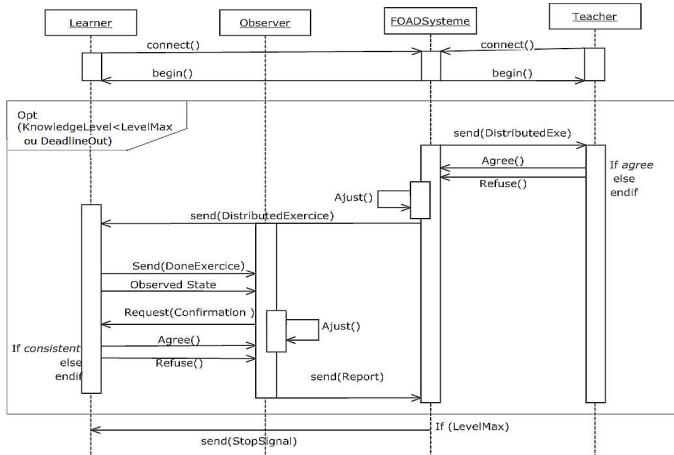 Learner
Observer
FOADSysteme
Teacher
connect()
connect()
begin()
begin()
Opt
(KnowledgeLevel<LevelMax
ou DeadlineOut)
send(DistributedExe)
Agree()
Refuse()
If agree
else
endif
Ajust()
send(DistributedExercice)
Send(DoneExercice)
Observed State
Request(Confirmation )
Ajust()
If consistent
else
endif
Agree()
Refuse()
send(Report)
If (LevelMax)
send(StopSignal)